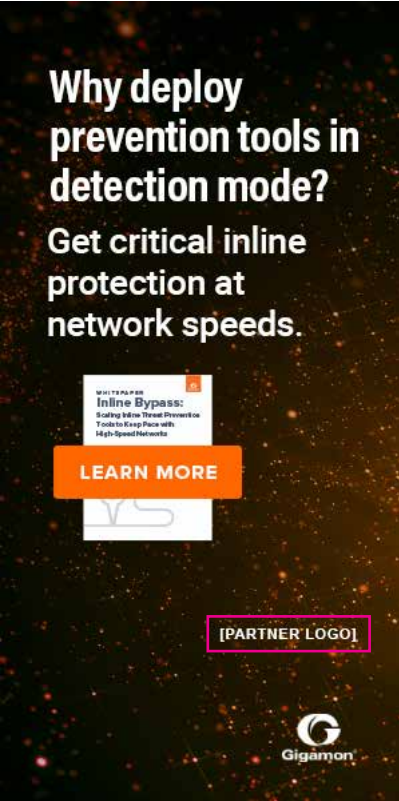 Why deploy
prevention tools in
detection mode?
Get critical inline
protection at
network speeds.
WHITEPAPER
Inline Bypass:
Scaling Inline Threat Prevention
Tools to Keep Pace with
High-Speed Networks
LEARN MORE
[PARTNER LOGO]
Gigamon